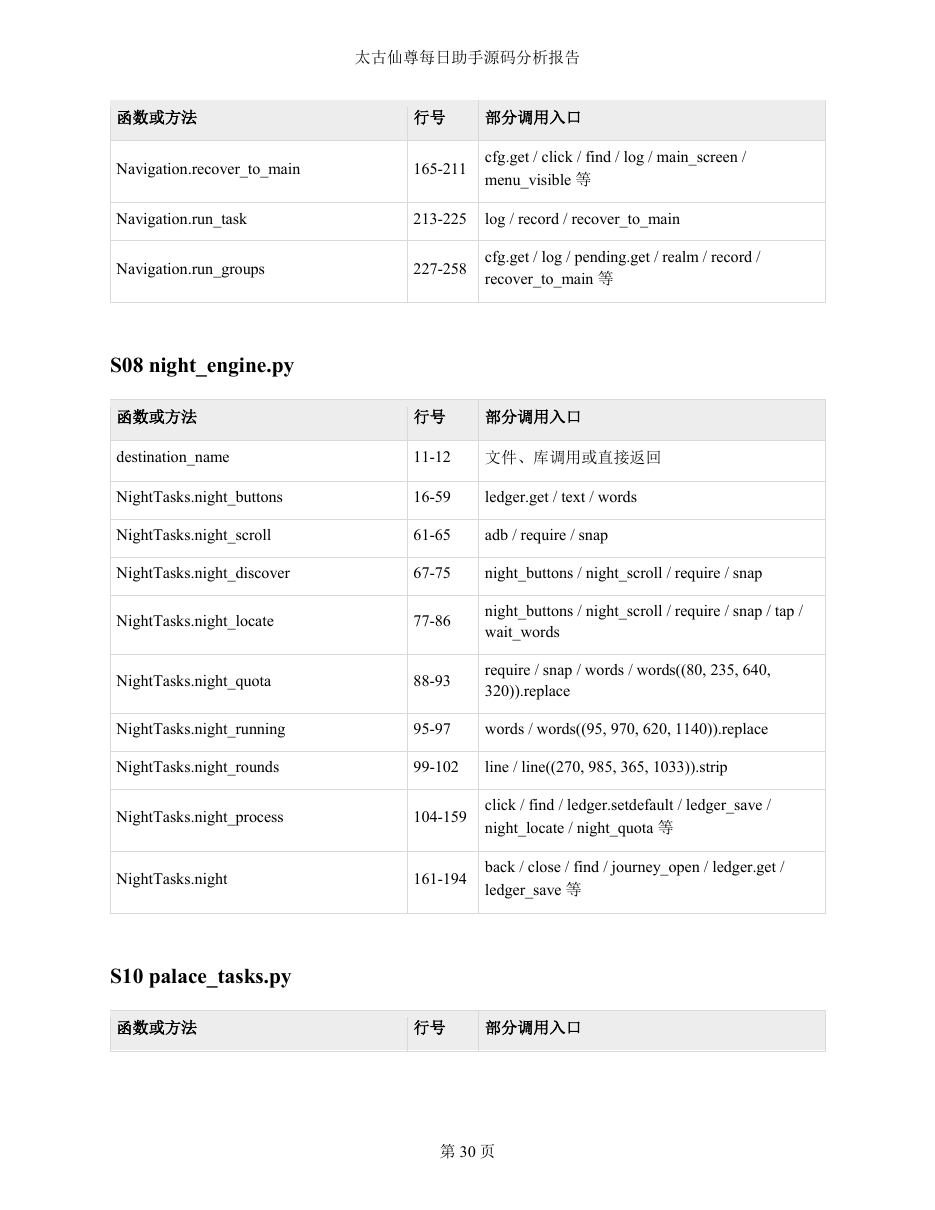 太古仙尊每日助手源码分析报告
函数或方法 行号 部分调用入口
Navigation.recover_to_main 165-211 cfg.get / click / find / log / main_screen /
menu_visible 等
Navigation.run_task 213-225 log / record / recover_to_main
Navigation.run_groups 227-258 cfg.get / log / pending.get / realm / record /
recover_to_main 等
S08 night_engine.py
函数或方法 行号 部分调用入口
destination_name 11-12 文件、库调用或直接返回
NightTasks.night_buttons 16-59 ledger.get / text / words
NightTasks.night_scroll 61-65 adb / require / snap
NightTasks.night_discover 67-75 night_buttons / night_scroll / require / snap
NightTasks.night_locate 77-86 night_buttons / night_scroll / require / snap / tap /
wait_words
NightTasks.night_quota 88-93 require / snap / words / words((80, 235, 640,
320)).replace
NightTasks.night_running 95-97 words / words((95, 970, 620, 1140)).replace
NightTasks.night_rounds 99-102 line / line((270, 985, 365, 1033)).strip
NightTasks.night_process 104-159 click / find / ledger.setdefault / ledger_save /
night_locate / night_quota 等
NightTasks.night 161-194 back / close / find / journey_open / ledger.get /
ledger_save 等
S10 palace_tasks.py
函数或方法 行号 部分调用入口
第 30 页